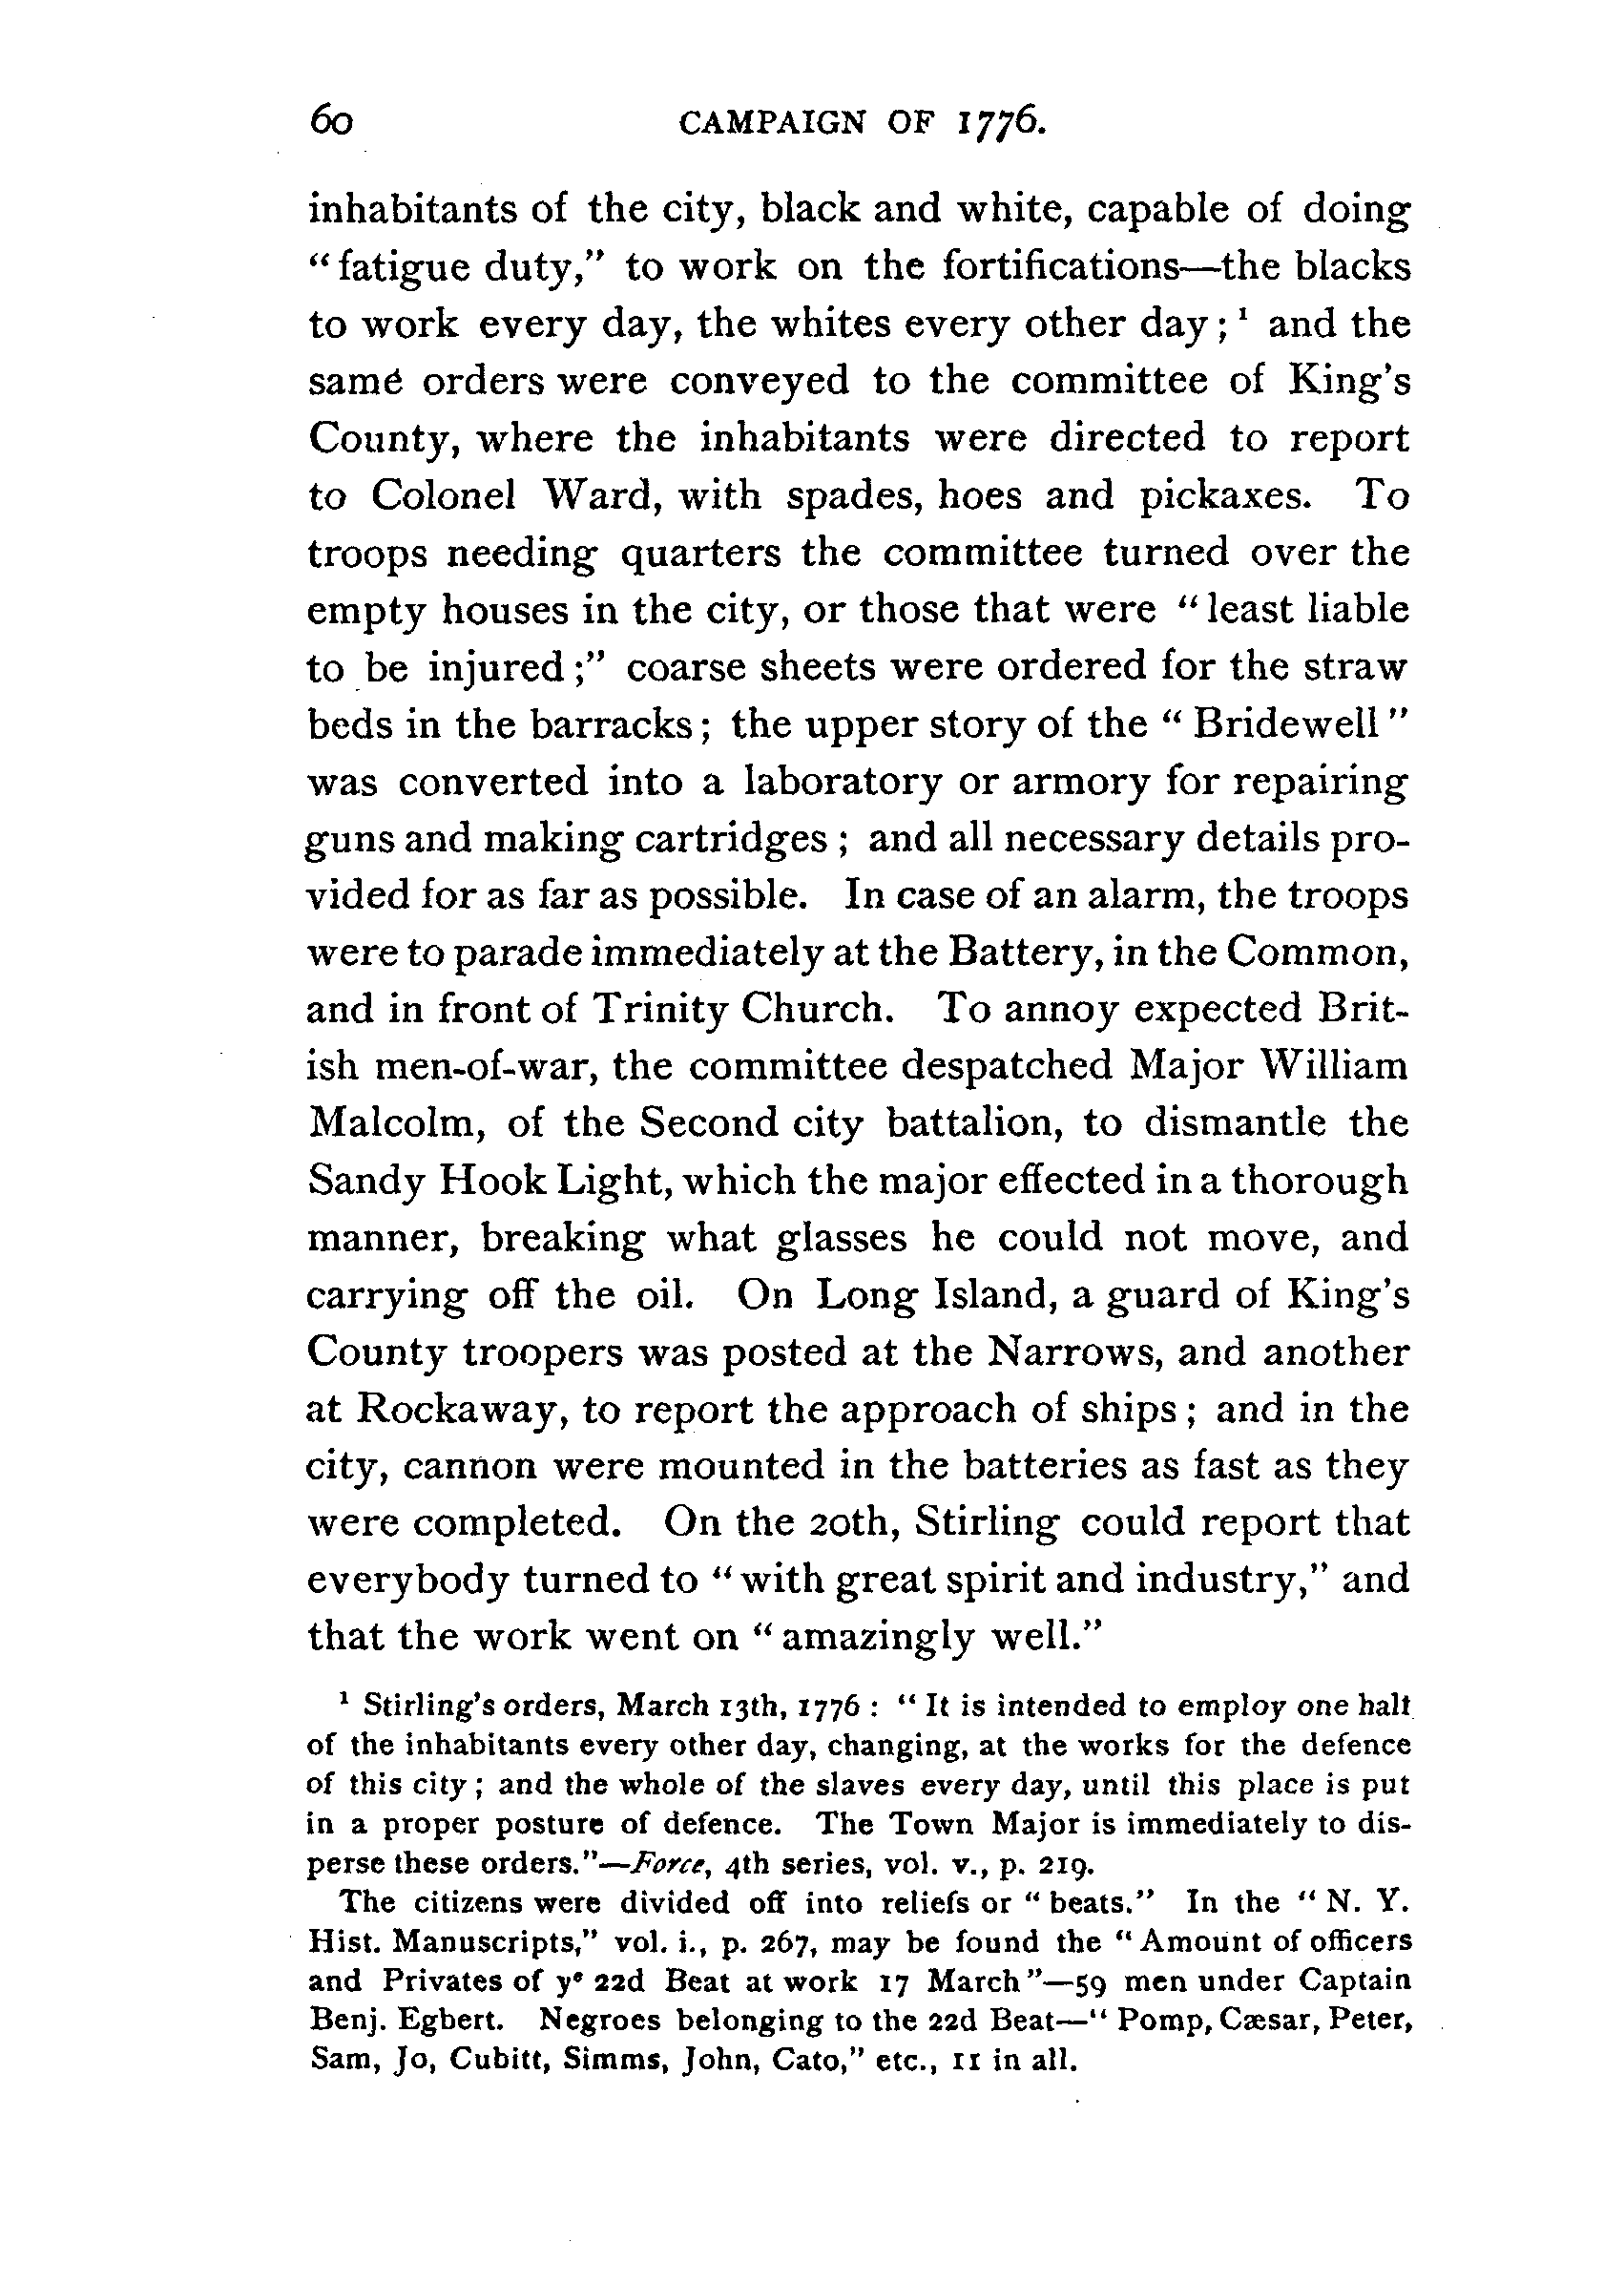 60 CAMPAIGN OF 1776.
inhabitants of the city, black and white, capable of doing
“fatigue duty,” to work on the fortifications—the blacks
to work every day, the whites every other day;¹ and the
same orders were conveyed to the committee of King's
County, where the inhabitants were directed to report
to Colonel Ward, with spades, hoes and pickaxes. To
troops needing quarters the committee turned over the
empty houses in the city, or those that were “least liable
to be injured;” coarse sheets were ordered for the straw
beds in the barracks; the upper story of the “Bridewell”
was converted into a laboratory or armory for repairing
guns and making cartridges; and all necessary details pro-
vided for as far as possible. In case of an alarm, the troops
were to parade immediately at the Battery, in the Common,
and in front of Trinity Church. To annoy expected Brit-
ish men-of-war, the committee despatched Major William
Malcolm, of the Second city battalion, to dismantle the
Sandy Hook Light, which the major effected in a thorough
manner, breaking what glasses he could not move, and
carrying off the oil. On Long Island, a guard of King's
County troopers was posted at the Narrows, and another
at Rockaway, to report the approach of ships; and in the
city, cannon were mounted in the batteries as fast as they
were completed. On the 20th, Stirling could report that
everybody turned to “with great spirit and industry,” and
that the work went on “amazingly well.”
¹ Stirling's orders, March 13th, 1776: “It is intended to employ one half
of the inhabitants every other day, changing, at the works for the defence
of this city; and the whole of the slaves every day, until this place is put
in a proper posture of defence. The Town Major is immediately to dis-
perse these orders.”—Force, 4th series, vol. v., p. 219.
The citizens were divided off into reliefs or “beats.” In the “N. Y.
Hist. Manuscripts,” vol. i., p. 267, may be found the “Amount of officers
and Privates of yᵉ 22d Beat at work 17 March”—59 men under Captain
Benj. Egbert. Negroes belonging to the 22d Beat—“Pomp, Cæsar, Peter,
Sam, Jo, Cubitt, Simms, John, Cato,” etc., 11 in all.